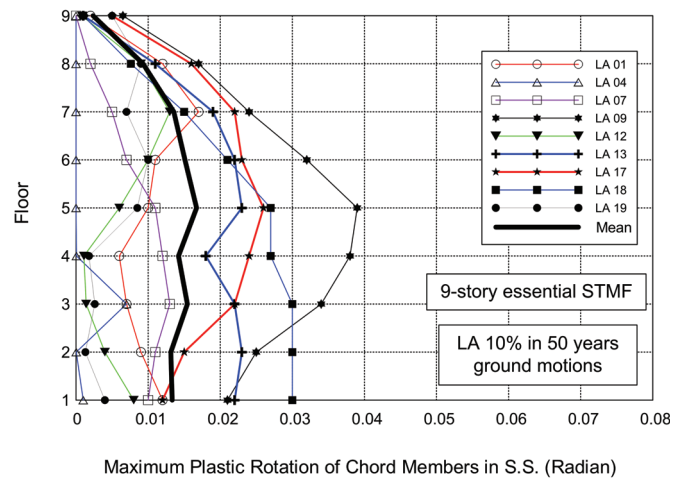 9
8
7
6
5
4
3
2
1
Floor
0
0.01
0.02
0.03
0.04
0.05
0.06
0.07
0.08
Maximum Plastic Rotation of Chord Members in S.S. (Radian)
LA 01
LA 04
LA 07
LA 09
LA 12
LA 13
LA 17
LA 18
LA 19
Mean
9-story essential STMF
LA 10% in 50 years
ground motions